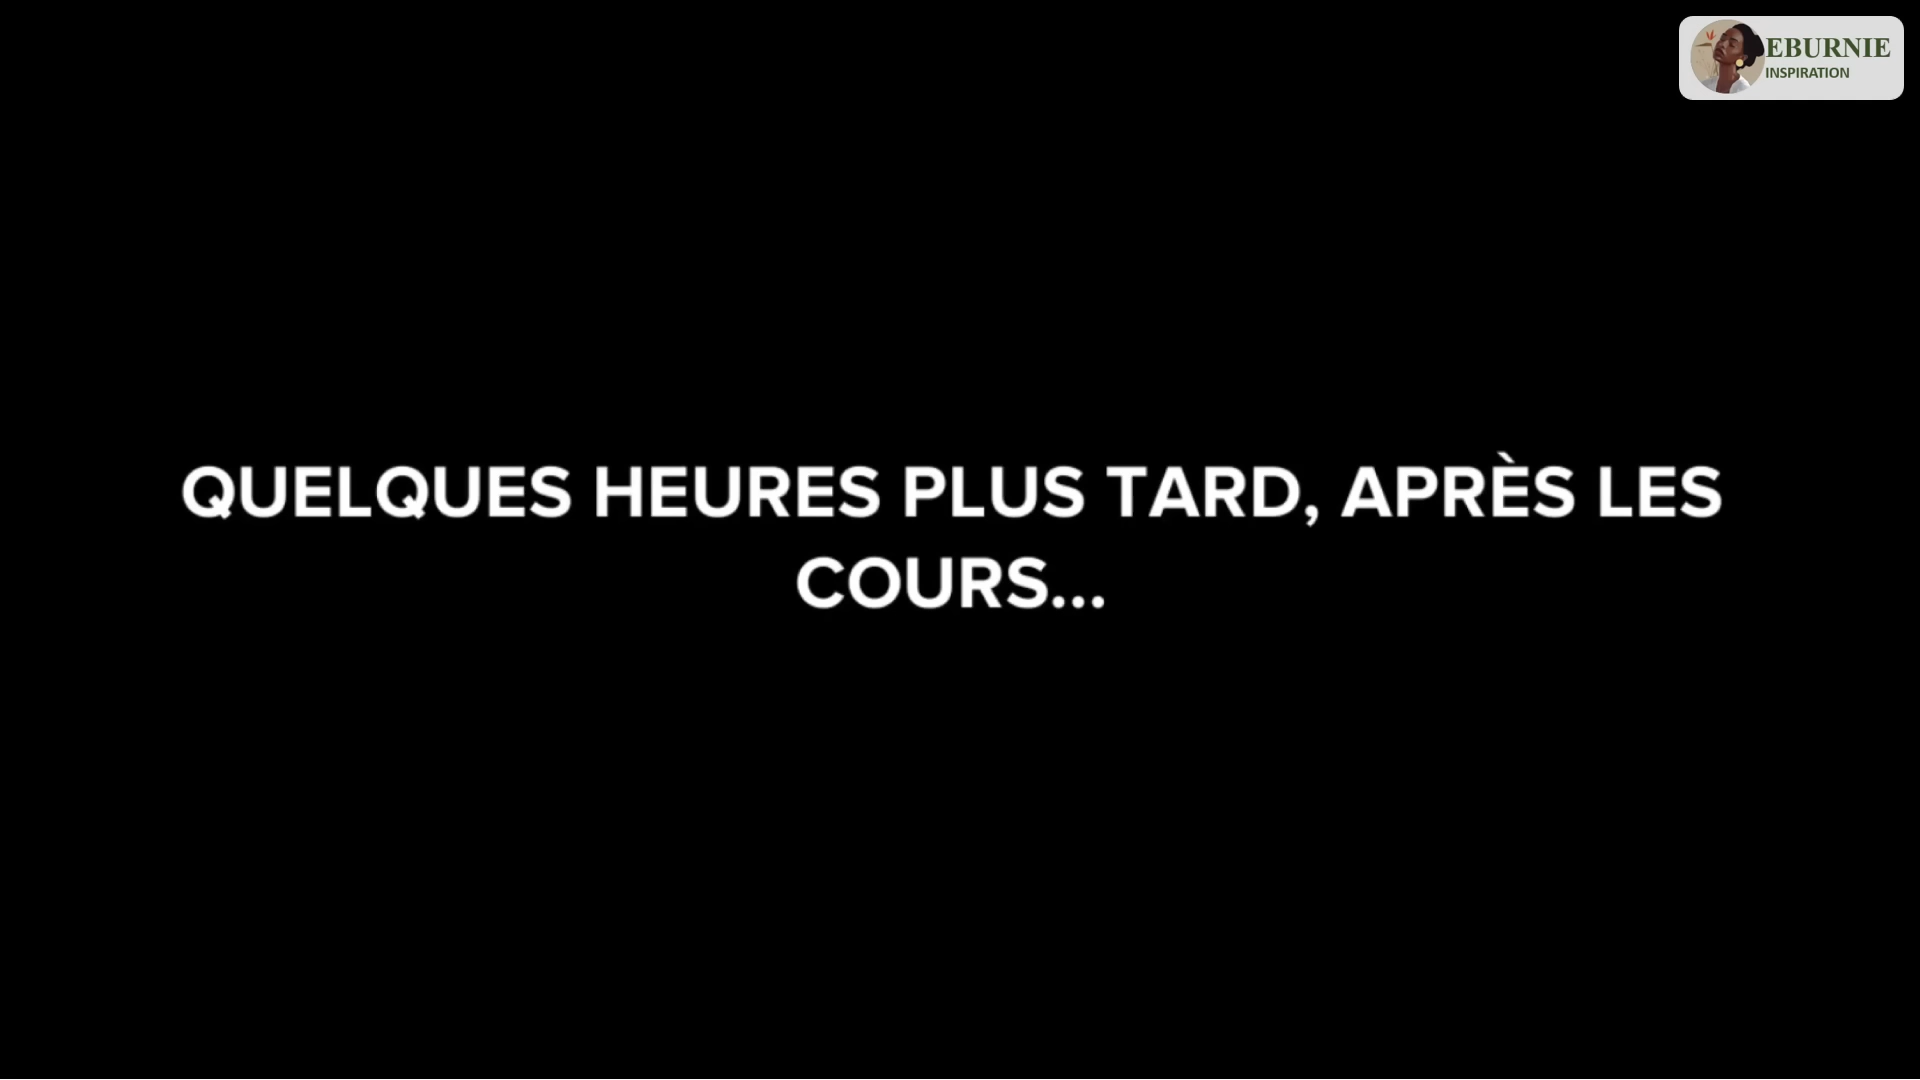 EBURNIE
INSPIRATION
QUELQUES HEURES PLUS TARD, APRÈS LES
COURS...